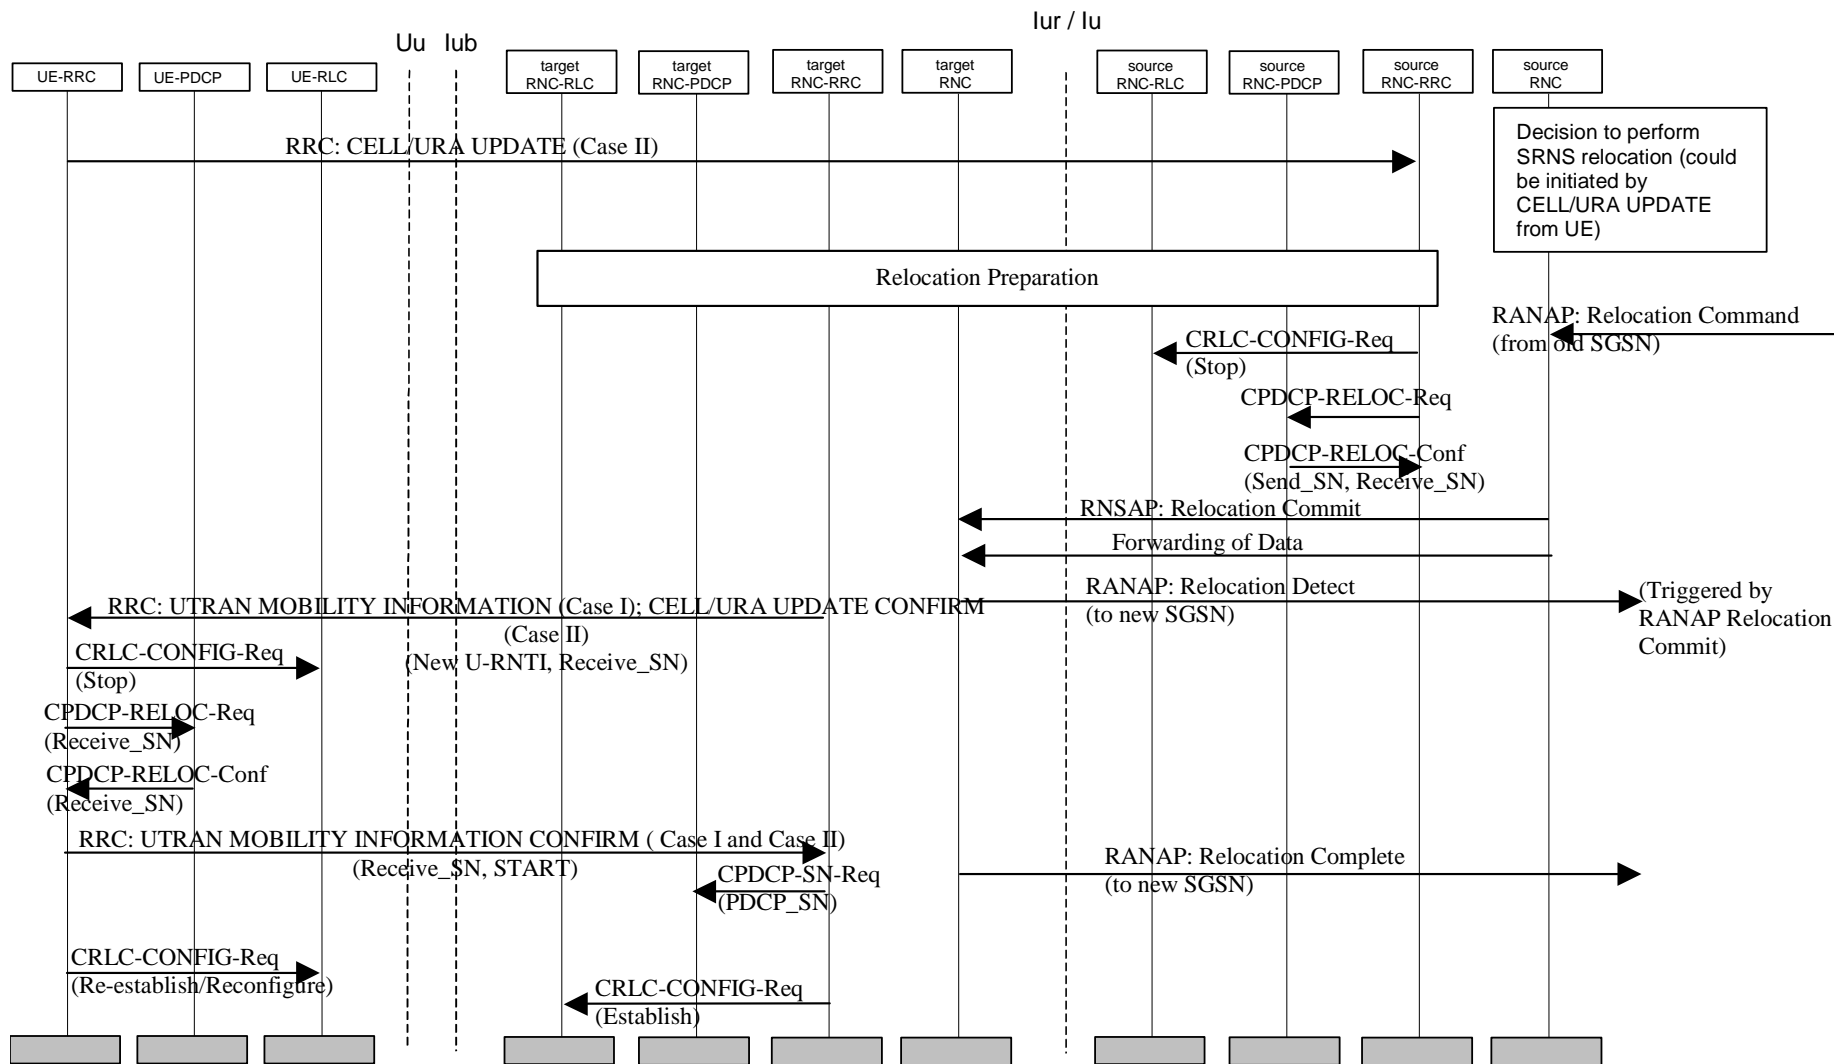 Iur / Iu
Uu Iub
UE-RRC
UE-PDCP
UE-RLC
target
RNC-RLC
target
RNC-PDCP
target
RNC-RRC
target
RNC
source
RNC-RLC
source
RNC-PDCP
source
RNC-RRC
source
RNC
Decision to perform
SRNS relocation (could
be initiated by
CELL/URA UPDATE
from UE)
RRC: CELL/URA UPDATE (Case II)
Relocation Preparation
RANAP: Relocation Command
(from old SGSN)
CRLC-CONFIG-Req
(Stop)
CPDCP-RELOC-Req
CPDCP-RELOC-Conf
(Send_SN, Receive_SN)
RNSAP: Relocation Commit
Forwarding of Data
RANAP: Relocation Detect
(to new SGSN)
(Triggered by
RANAP Relocation
Commit)
RRC: UTRAN MOBILITY INFORMATION (Case I); CELL/URA UPDATE CONFIRM
(Case II)
(New U-RNTI, Receive_SN)
CRLC-CONFIG-Req
(Stop)
CPDCP-RELOC-Req
(Receive_SN)
CPDCP-RELOC-Conf
(Receive_SN)
RRC: UTRAN MOBILITY INFORMATION CONFIRM ( Case I and Case II)
(Receive_SN, START)
RANAP: Relocation Complete
(to new SGSN)
CPDCP-SN-Req
(PDCP_SN)
CRLC-CONFIG-Req
(Re-establish/Reconfigure)
CRLC-CONFIG-Req
(Establish)